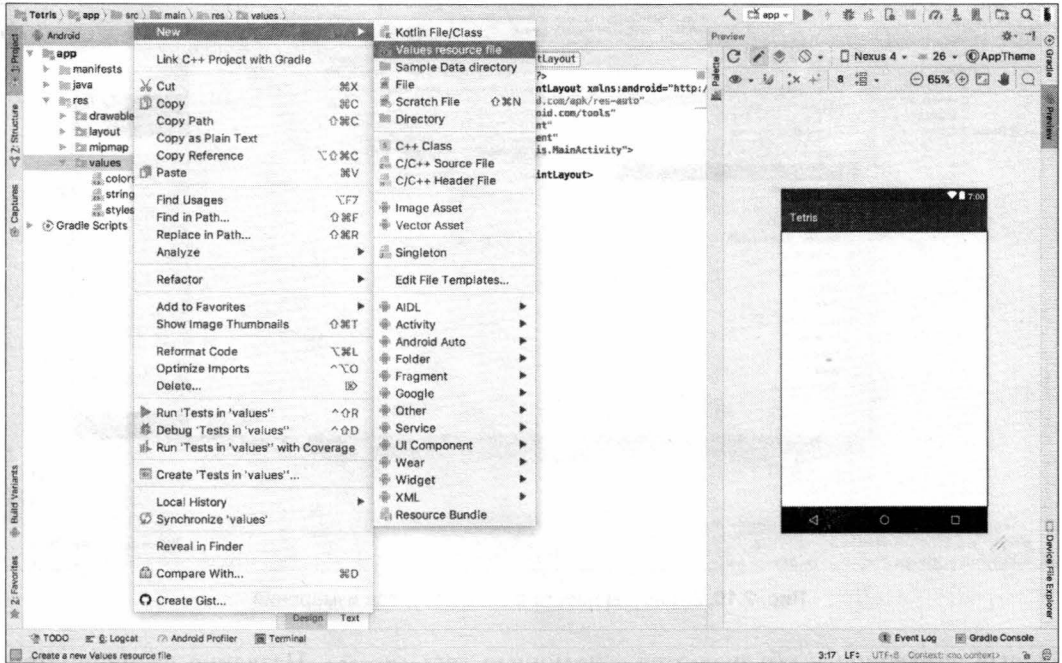 Tetris app src main res values
app
Android
Preview
New
Link C++ Project with Gradle
Cut ⌘X
Copy ⌘C
Copy Path ⇧⌘C
Copy as Plain Text
Copy Reference ⌥⇧⌘C
Paste ⌘V
Find Usages ⌥F7
Find in Path... ⇧⌘F
Replace in Path... ⇧⌘R
Analyze
Refactor
Add to Favorites
Show Image Thumbnails ⇧⌘T
Reformat Code ⌥⌘L
Optimize Imports ^⌥O
Delete... ⌦
Run 'Tests in 'values'' ^⇧R
Debug 'Tests in 'values'' ^⇧D
Run 'Tests in 'values'' with Coverage
Create 'Tests in 'values''...
Local History
Synchronize 'values'
Reveal in Finder
Compare With... ⌘D
Create Gist...
Kotlin File/Class
Values resource file
Sample Data directory
File
Scratch File ⇧⌘N
Directory
C++ Class
C/C++ Source File
C/C++ Header File
Image Asset
Vector Asset
Singleton
Edit File Templates...
AIDL
Activity
Android Auto
Folder
Fragment
Google
Other
Service
UI Component
Wear
Widget
XML
Resource Bundle
app
manifests
java
res
drawable
layout
mipmap
values
colors
string
styles
Gradle Scripts
tLayout
?>
intLayout xmlns:android="http:/
d.com/apk/res-auto"
oid.com/tools"
nt"
ent"
is.MainActivity">
intLayout>
Nexus 4 26 AppTheme
8 65%
Palette
7:00
Tetris
1: Project
7: Structure
Captures
Build Variants
2: Favorites
Gradle
Preview
Device File Explorer
Design Text
TODO 6: Logcat Android Profiler Terminal Event Log Gradle Console
Create a new Values resource file 3:17 LF UTF-8 Context: <no context>